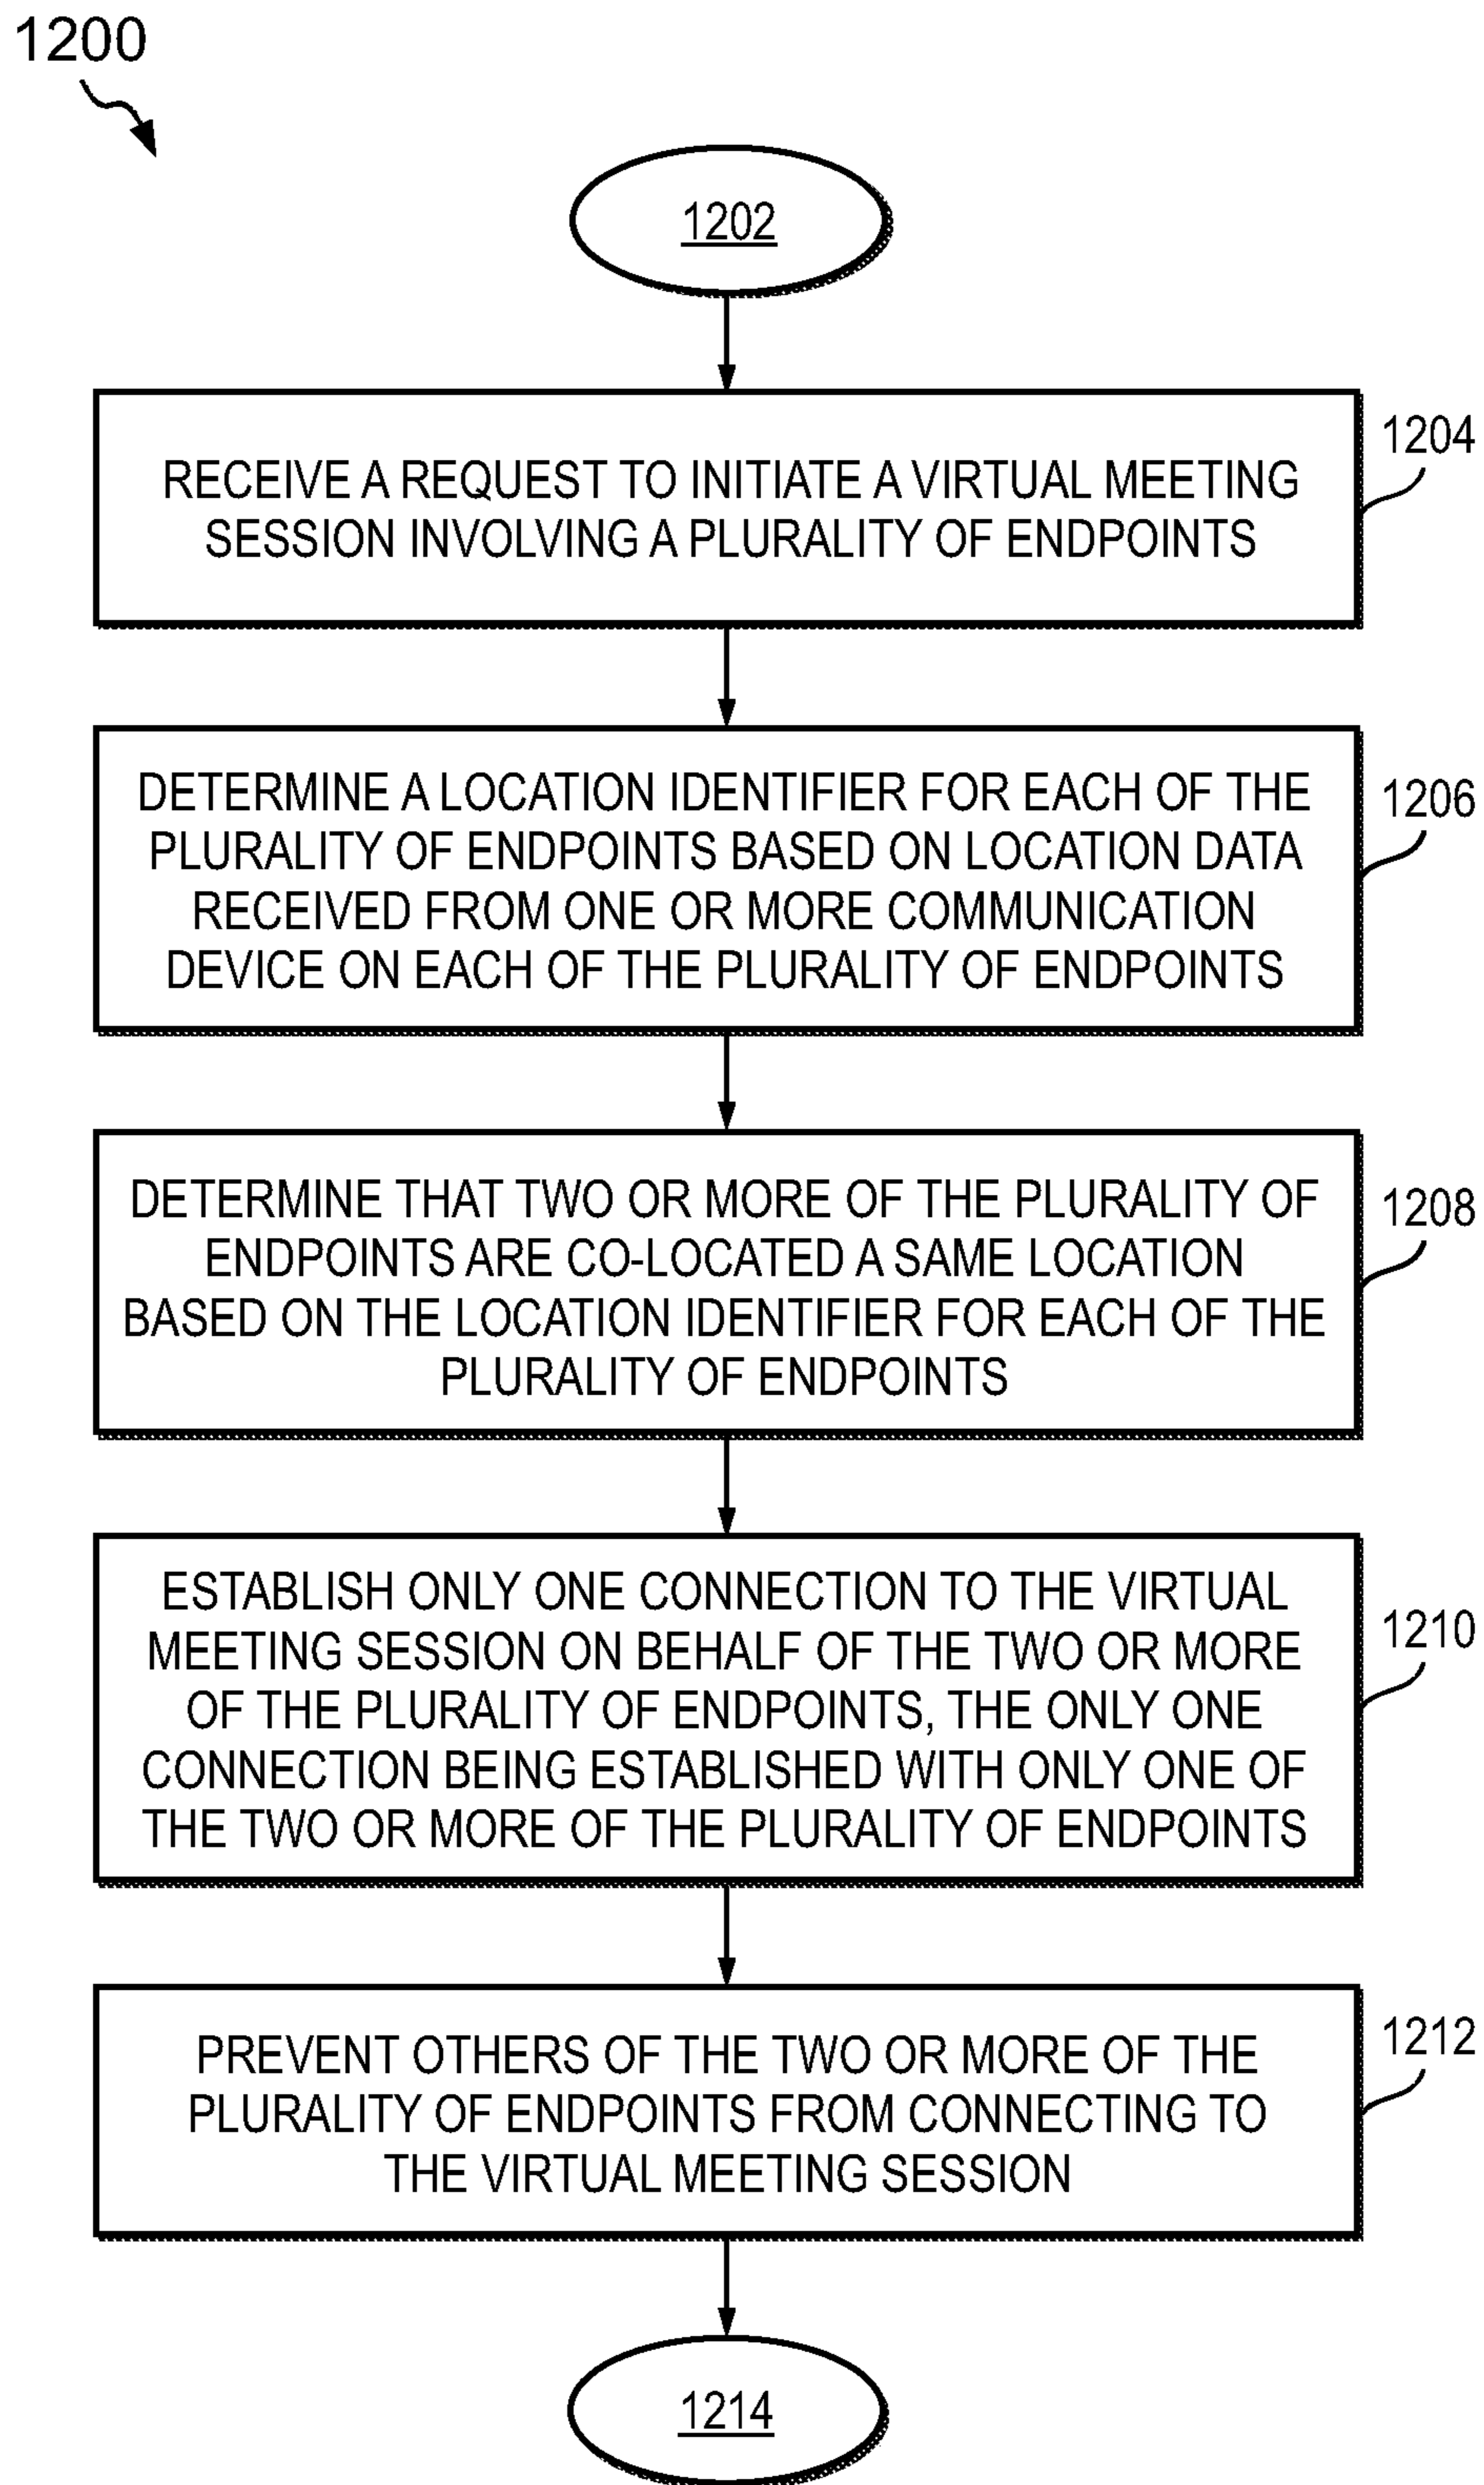 1200
1202
RECEIVE A REQUEST TO INITIATE A VIRTUAL MEETING
SESSION INVOLVING A PLURALITY OF ENDPOINTS
1204
DETERMINE A LOCATION IDENTIFIER FOR EACH OF THE
PLURALITY OF ENDPOINTS BASED ON LOCATION DATA
RECEIVED FROM ONE OR MORE COMMUNICATION
DEVICE ON EACH OF THE PLURALITY OF ENDPOINTS
1206
DETERMINE THAT TWO OR MORE OF THE PLURALITY OF
ENDPOINTS ARE CO-LOCATED A SAME LOCATION
BASED ON THE LOCATION IDENTIFIER FOR EACH OF THE
PLURALITY OF ENDPOINTS
1208
ESTABLISH ONLY ONE CONNECTION TO THE VIRTUAL
MEETING SESSION ON BEHALF OF THE TWO OR MORE
OF THE PLURALITY OF ENDPOINTS, THE ONLY ONE
CONNECTION BEING ESTABLISHED WITH ONLY ONE OF
THE TWO OR MORE OF THE PLURALITY OF ENDPOINTS
1210
PREVENT OTHERS OF THE TWO OR MORE OF THE
PLURALITY OF ENDPOINTS FROM CONNECTING TO
THE VIRTUAL MEETING SESSION
1212
1214